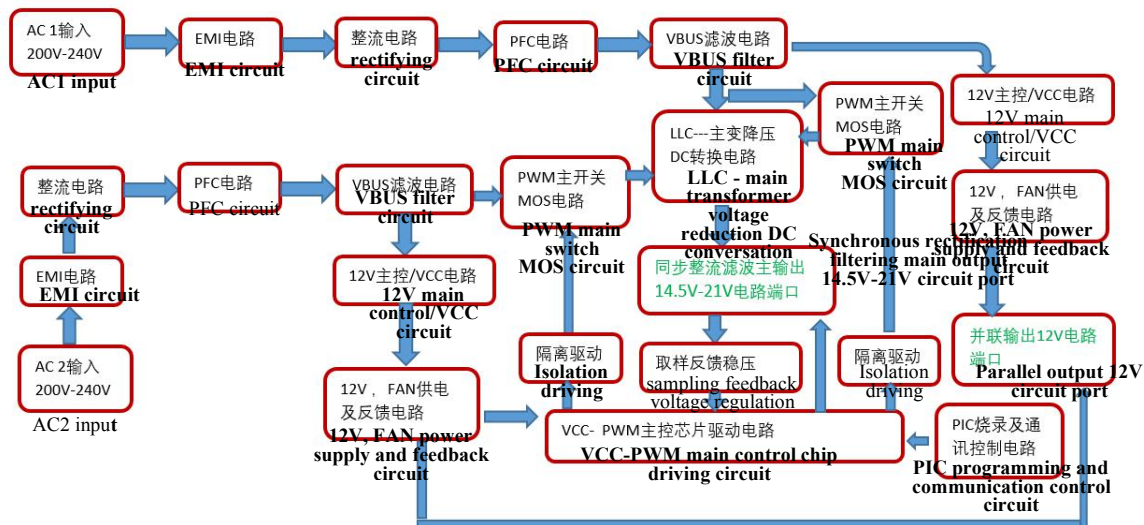 AC 1输入
200V-240V
AC1 input
EMI电路
EMI circuit
整流电路
rectifying
circuit
PFC电路
PFC circuit
VBUS滤波电路
VBUS filter
circuit
12V主控/VCC电路
12V main
control/VCC
circuit
PWM主开关
MOS电路
PWM main
switch
MOS circuit
LLC---主变降压
DC转换电路
LLC - main
transformer
voltage
reduction DC
conversation
整流电路
rectifying
circuit
PFC电路
PFC circuit
VBUS滤波电路
VBUS filter
circuit
PWM主开关
MOS电路
PWM main
switch
MOS circuit
12V，FAN供电
及反馈电路
12V, FAN power
supply and feedback
circuit
Synchronous rectification
filtering main output
14.5V-21V circuit port
EMI电路
EMI circuit
12V主控/VCC电路
12V main
control/VCC
circuit
同步整流滤波主输出
14.5V-21V电路端口
并联输出12V电路
端口
Parallel output 12V
circuit port
AC 2输入
200V-240V
AC2 input
12V，FAN供电
及反馈电路
12V, FAN power
supply and feedback
circuit
隔离驱动
Isolation
driving
取样反馈稳压
sampling feedback
voltage regulation
隔离驱动
Isolation
driving
VCC- PWM主控芯片驱动电路
VCC-PWM main control chip
driving circuit
PIC烧录及通
讯控制电路
PIC programming and
communication control
circuit